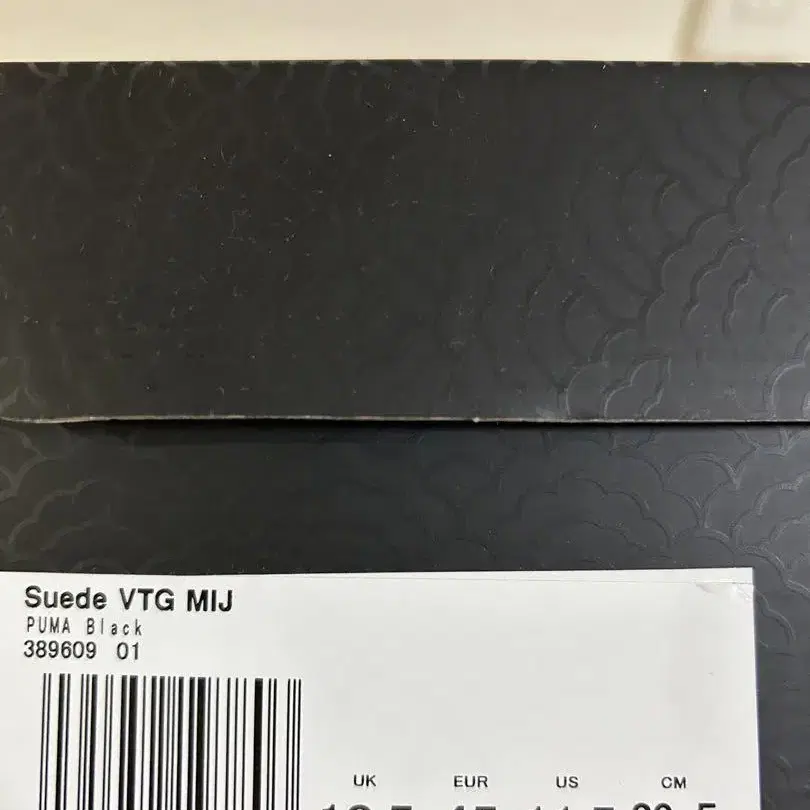 Suede VTG MIJ
PUMA Black
389609 01
UK EUR US CM